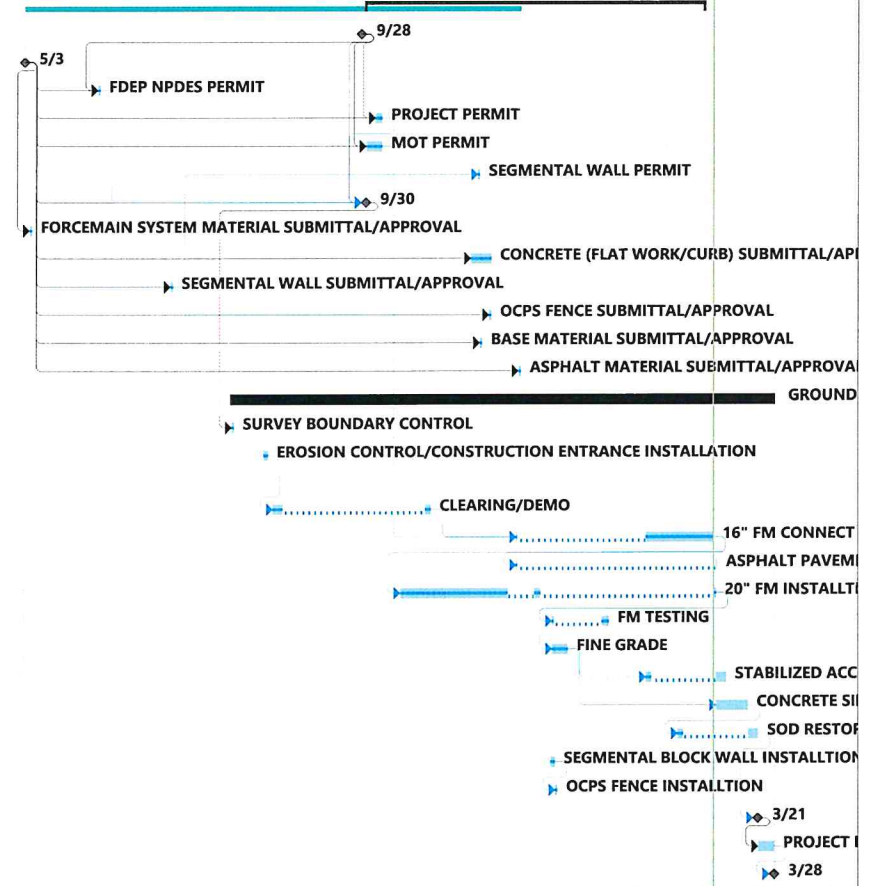 9/28
5/3
FDEP NPDES PERMIT
PROJECT PERMIT
MOT PERMIT
SEGMENTAL WALL PERMIT
9/30
FORCEMAIN SYSTEM MATERIAL SUBMITTAL/APPROVAL
CONCRETE (FLAT WORK/CURB) SUBMITTAL/AP
SEGMENTAL WALL SUBMITTAL/APPROVAL
OCPS FENCE SUBMITTAL/APPROVAL
BASE MATERIAL SUBMITTAL/APPROVAL
ASPHALT MATERIAL SUBMITTAL/APPROVA
GROUND
SURVEY BOUNDARY CONTROL
EROSION CONTROL/CONSTRUCTION ENTRANCE INSTALLATION
CLEARING/DEMO
16" FM CONNECT
ASPHALT PAVEM
20" FM INSTALLT
FM TESTING
FINE GRADE
STABILIZED ACC
CONCRETE SI
SOD RESTO
SEGMENTAL BLOCK WALL INSTALLTION
OCPS FENCE INSTALLTION
3/21
PROJECT
3/28